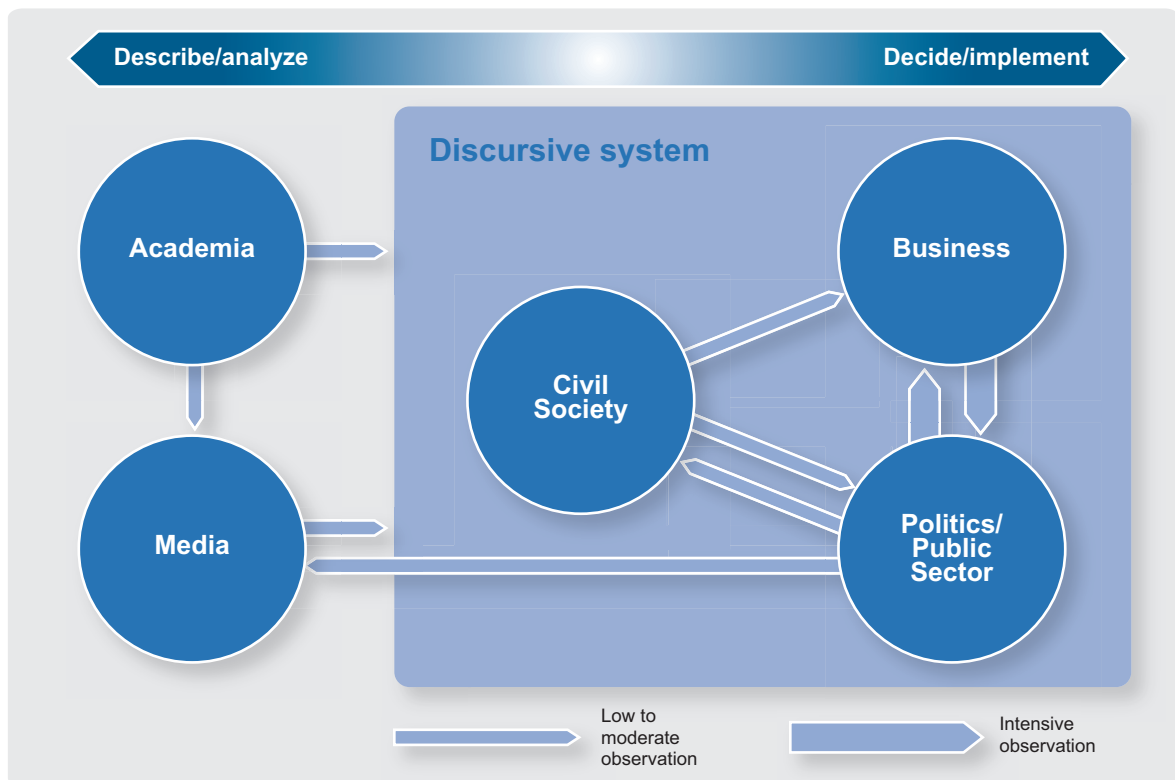 Describe/analyze
Decide/implement
Discursive system
Academia
Business
Civil
Society
Media
Politics/
Public
Sector
Low to
moderate
observation
Intensive
observation